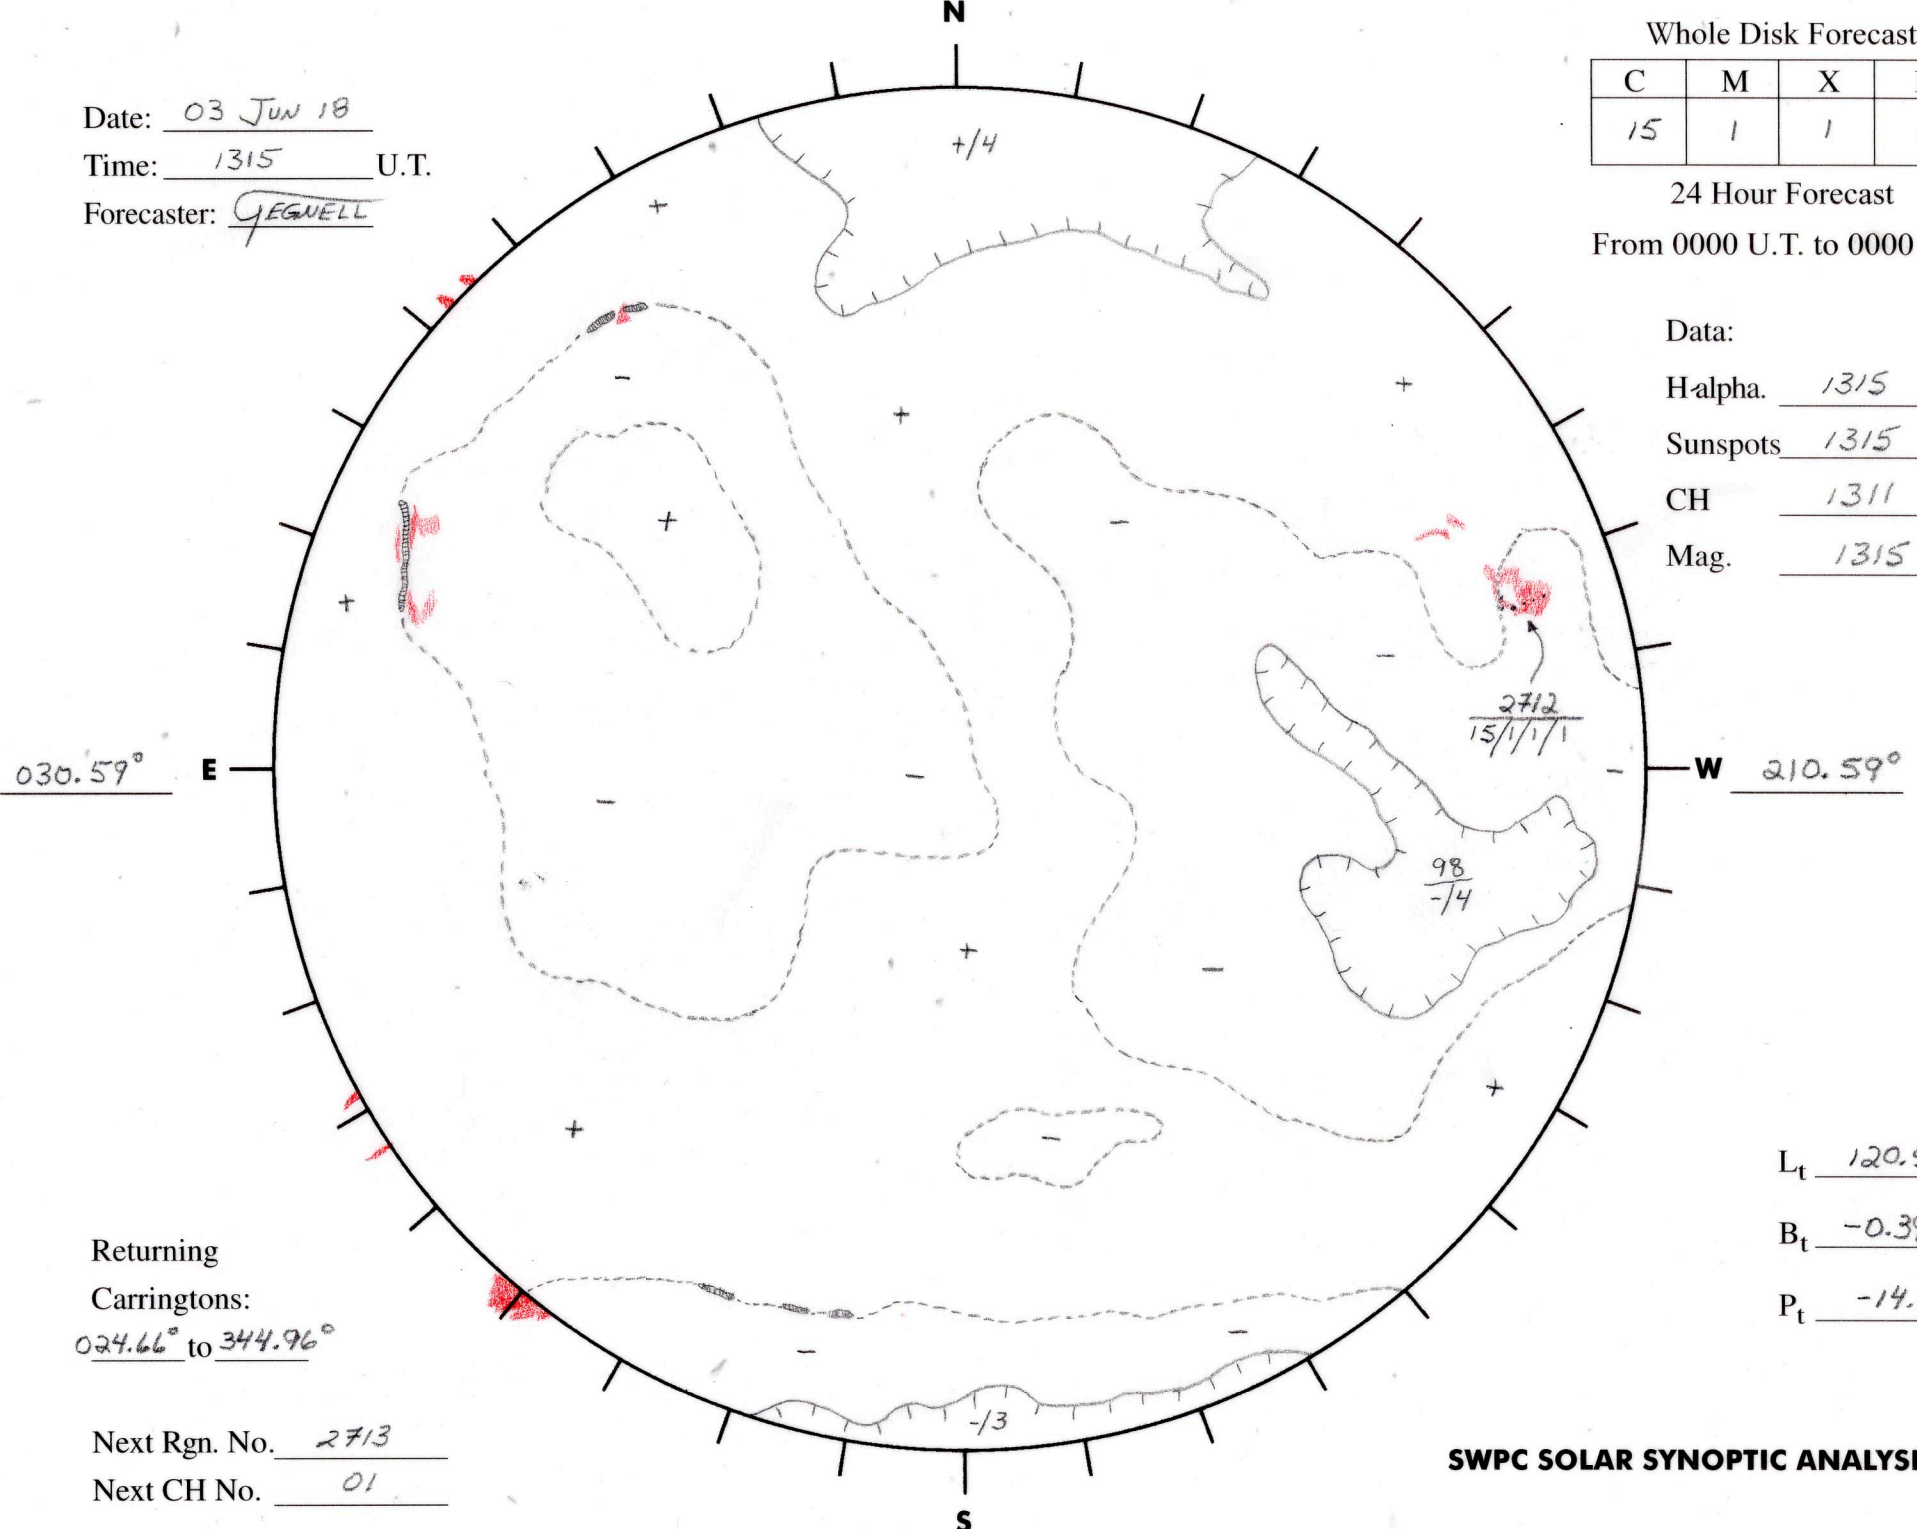 N
Whole Disk Forecast
C M X
15 1 1
24 Hour Forecast
From 0000 U.T. to 0000
Date: 03 JUN 18
Time: 1315 U.T.
Forecaster: GEGNELL
+/4
+
+
+
-
+
-
+
-
Data:
H-alpha. 1315
Sunspots 1315
CH 1311
Mag. 1315
2712
15/1/1/1
030.59° E
W 210.59°
-
-
-
98
-/4
+
-
+
+
-
Lt 120.
Bt -0.3
Pt -14.
Returning
Carringtons:
024.66° to 344.96°
-
-
-/3
Next Rgn. No. 2713
Next CH No. 01
SWPC SOLAR SYNOPTIC ANALYSI
S